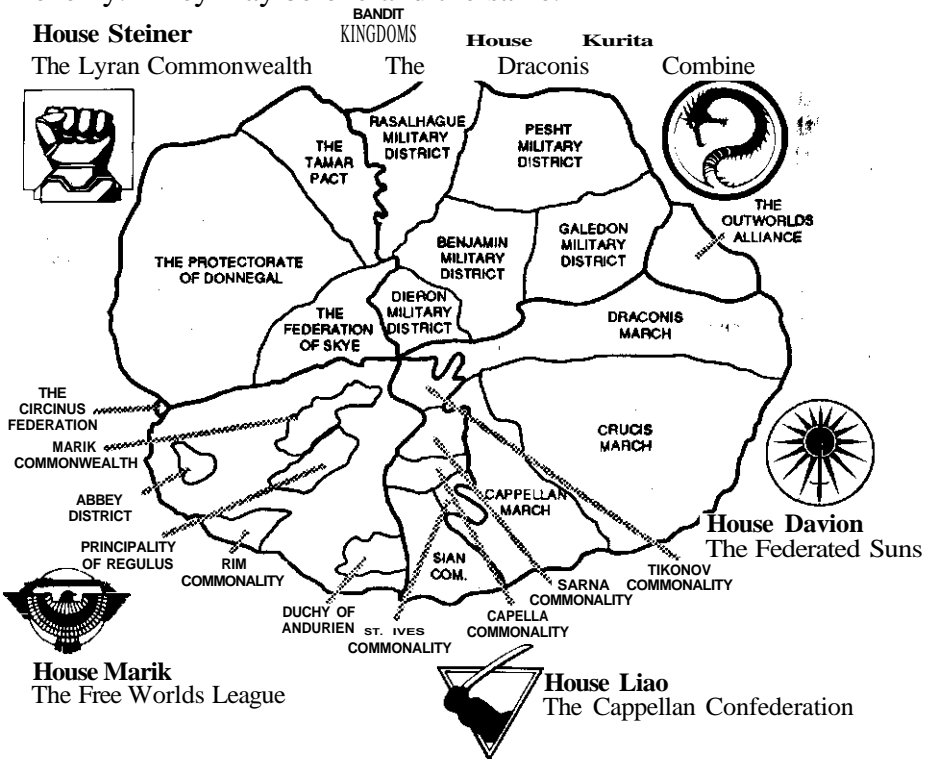 BANDIT
KINGDOMS
House Steiner
The Lyran Commonwealth
House Kurita
The Draconis Combine
RASALHAGUE
MILITARY
DISTRICT
PESHT
MILITARY
DISTRICT
THE
TAMAR
PACT
THE
OUTWORLDS
ALLIANCE
BENJAMIN
MILITARY
DISTRICT
GALEDON
MILITARY
DISTRICT
THE PROTECTORATE
OF DONNEGAL
DIERON
MILITARY
DISTRICT
THE
FEDERATION
OF SKYE
DRACONIS
MARCH
THE
CIRCINUS
FEDERATION
MARIK
COMMONWEALTH
CRUCIS
MARCH
ABBEY
DISTRICT
CAPPELLAN
MARCH
PRINCIPALITY
OF REGULUS
RIM
COMMONALITY
SIAN
COM.
House Davion
The Federated Suns
TIKONOV
COMMONALITY
SARNA
COMMONALITY
CAPELLA
COMMONALITY
DUCHY OF
ANDURIEN
ST. IVES
COMMONALITY
House Marik
The Free Worlds League
House Liao
The Cappellan Confederation